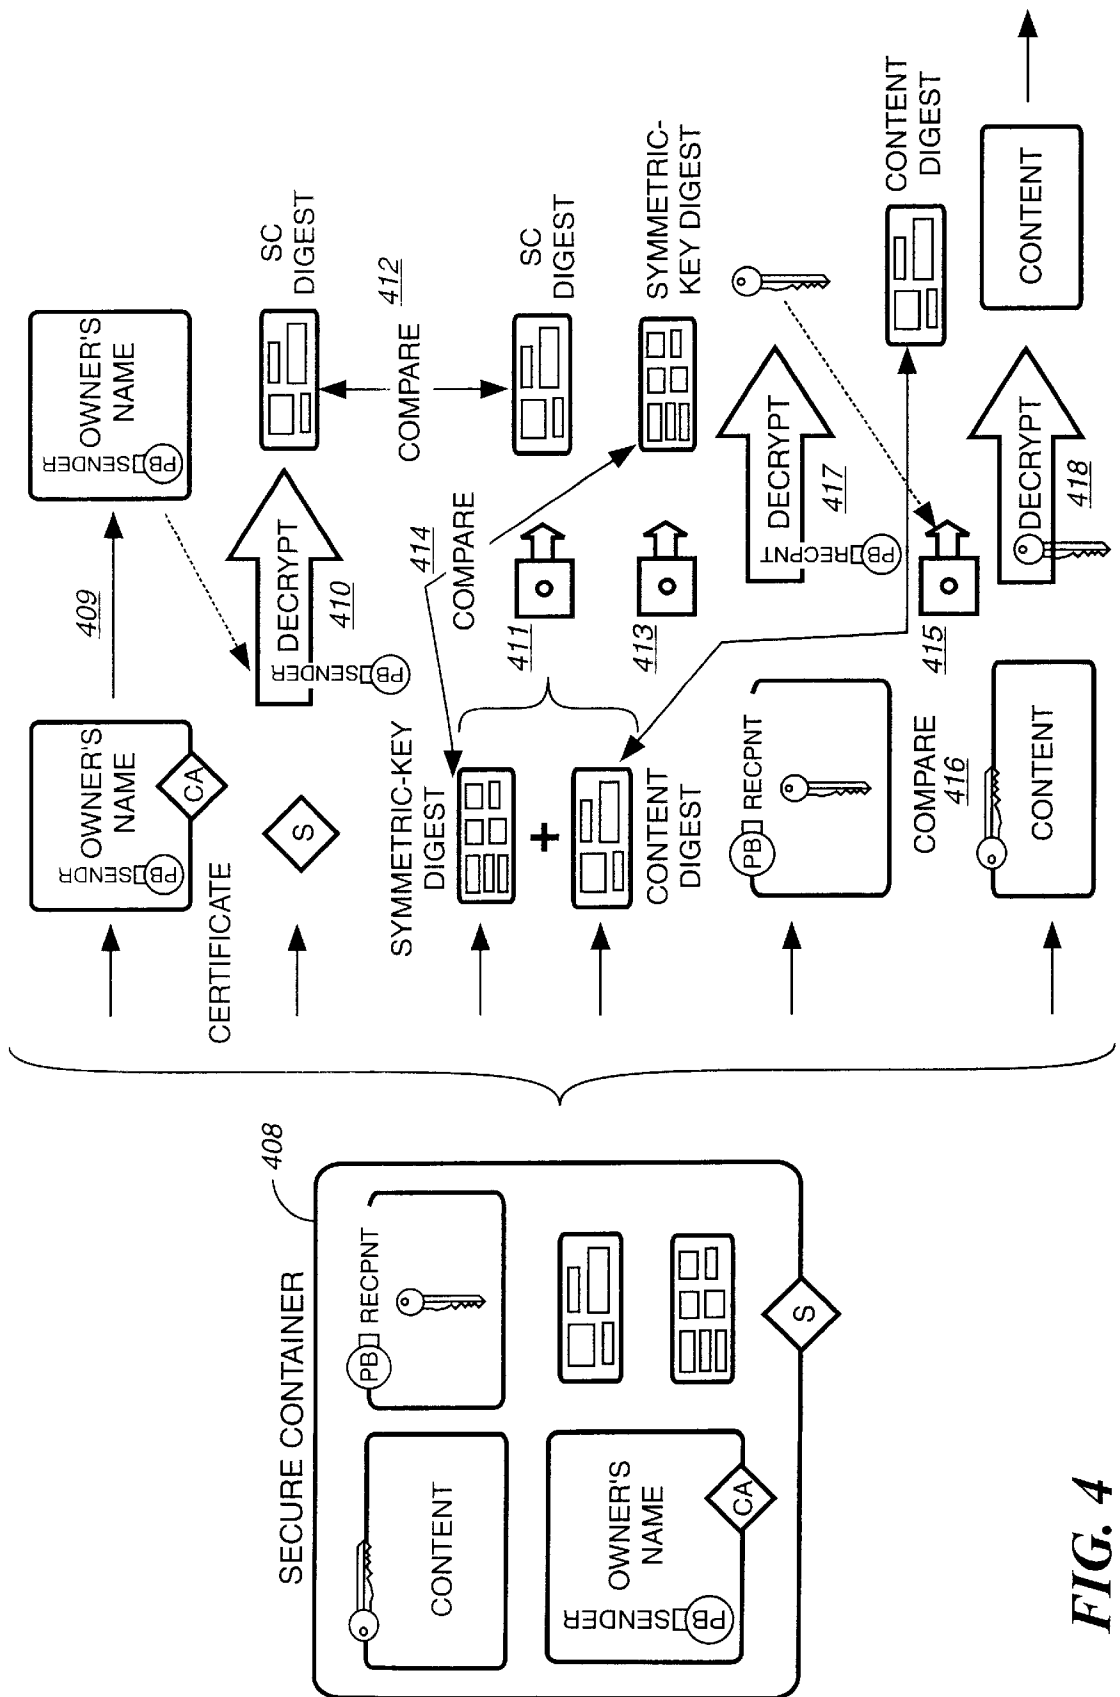 SECURE CONTAINER
408
CONTENT
PB RECPNT
OWNER'S
NAME
PB SENDER
CA
S
OWNER'S
NAME
PB SENDR
CA
CERTIFICATE
409
OWNER'S
NAME
PB SENDER
S
DECRYPT
410
PB SENDER
SC
DIGEST
COMPARE
412
SYMMETRIC-KEY
DIGEST
+
CONTENT
DIGEST
414
COMPARE
411
SC
DIGEST
413
SYMMETRIC-
KEY DIGEST
PB RECPNT
DECRYPT
417
PB RECPNT
COMPARE
416
415
CONTENT
DIGEST
CONTENT
DECRYPT
418
CONTENT
FIG. 4